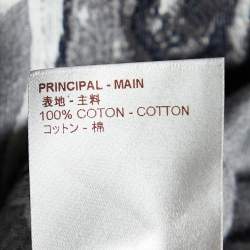 PRINCIPAL - MAIN
表地 - 主料
100% COTON - COTTON
コットン - 棉